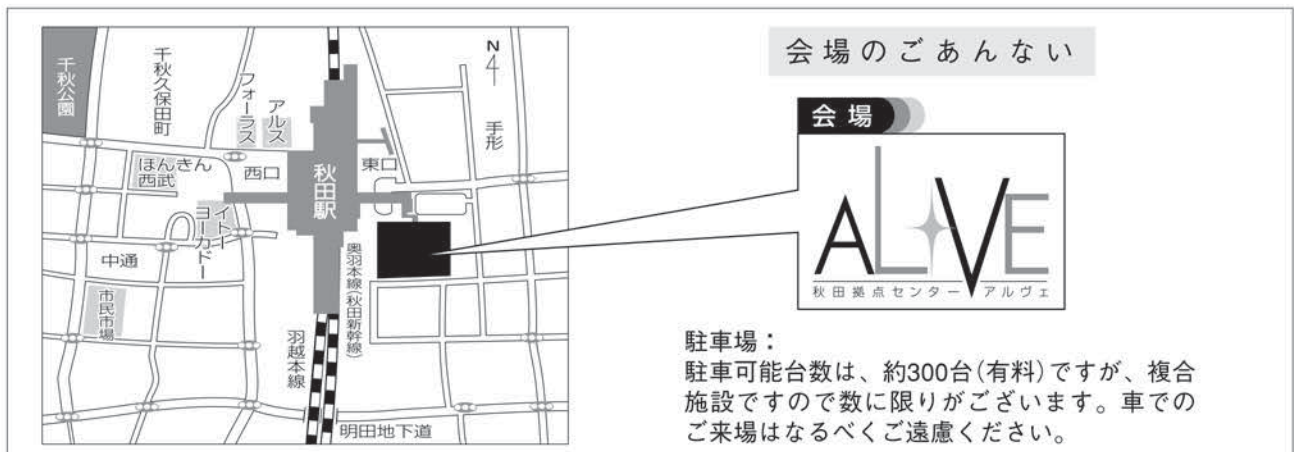 千秋公園
千秋久保田町
フォーラス
アルス
N
4
手形
ほんきん
西武
西口
秋田駅
東口
イトー
ヨーカドー
中通
市民市場
奥羽本線(秋田新幹線)
羽越本線
明田地下道
会場のごあんない
会場
ALIVE
秋田拠点センター アルヴェ
駐車場:
駐車可能台数は、約300台(有料)ですが、複合
施設ですので数に限りがございます。車での
ご来場はなるべくご遠慮ください。